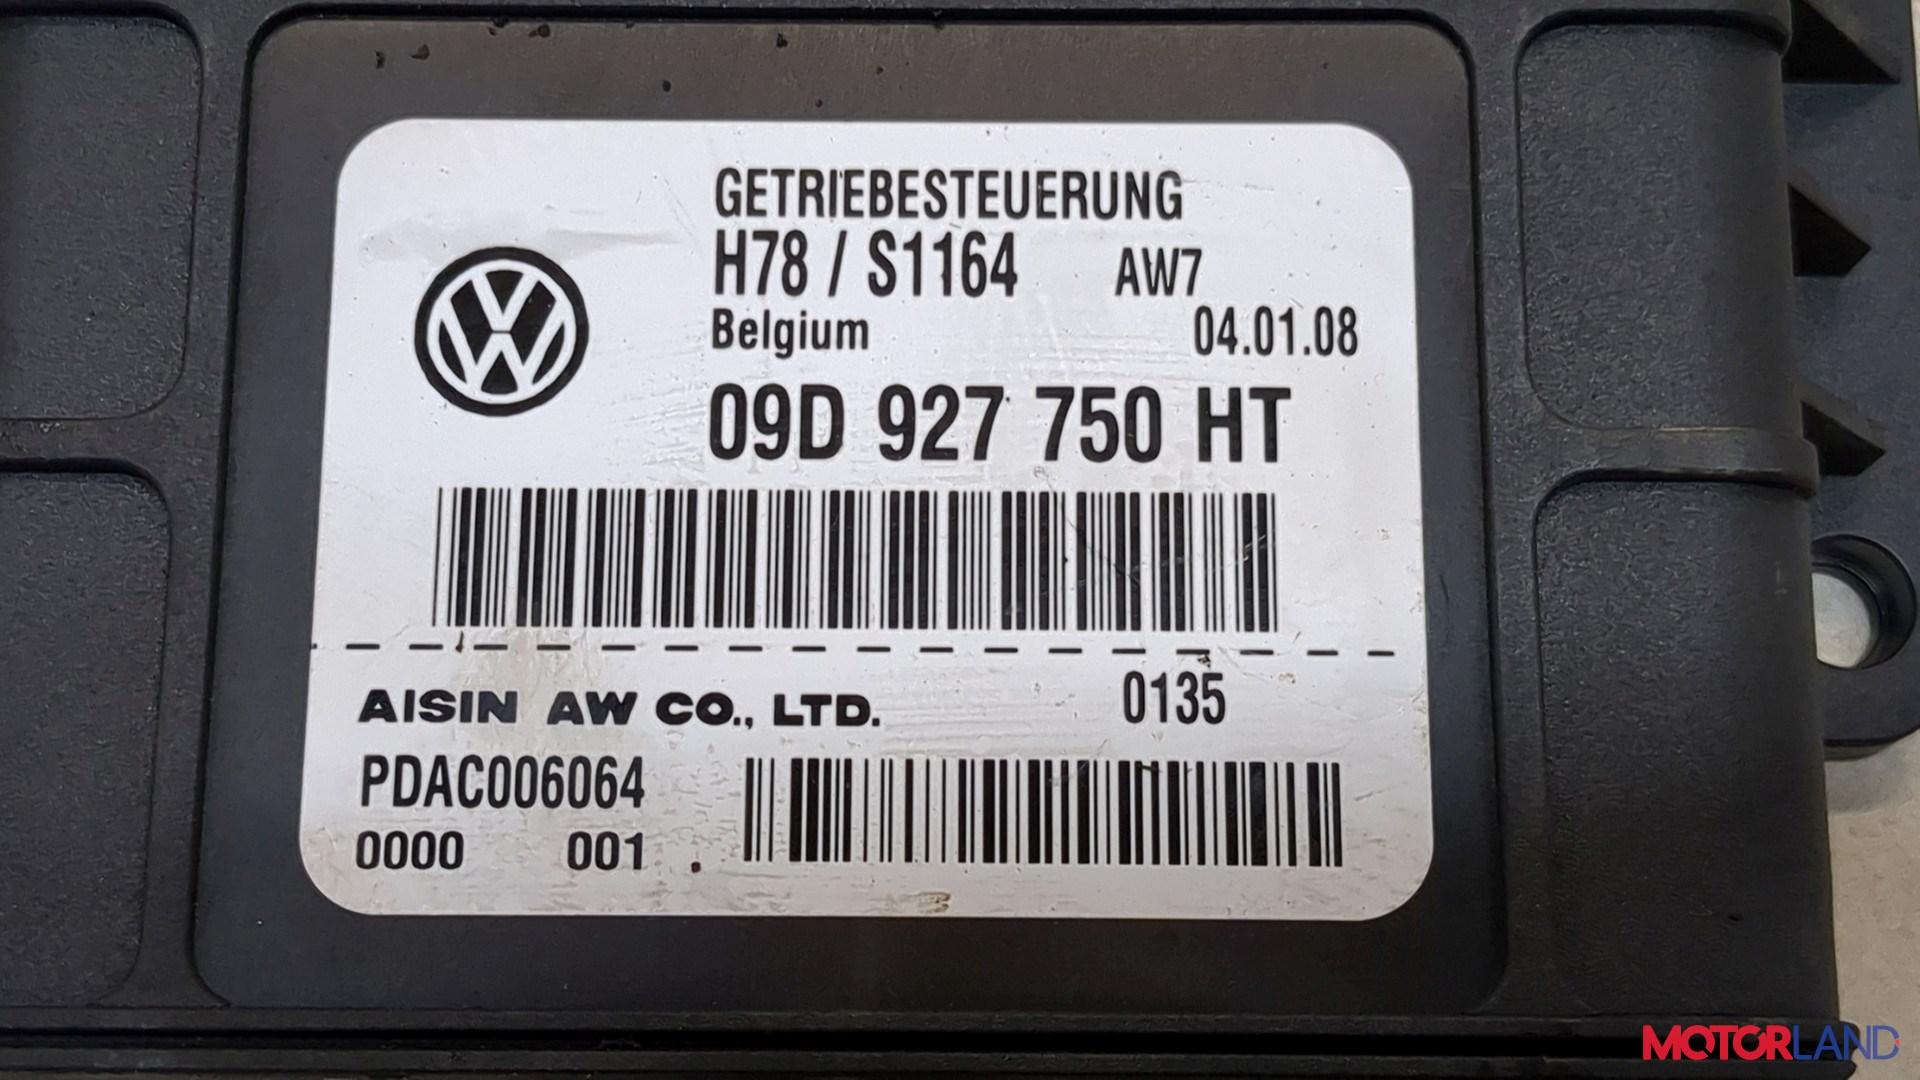 GETRIEBESTEUERUNG
H78 / S1164 AW7
Belgium 04.01.08
09D 927 750 HT
AISIN AW CO., LTD. 0135
PDAC006064
0000 001
MOTORLAND